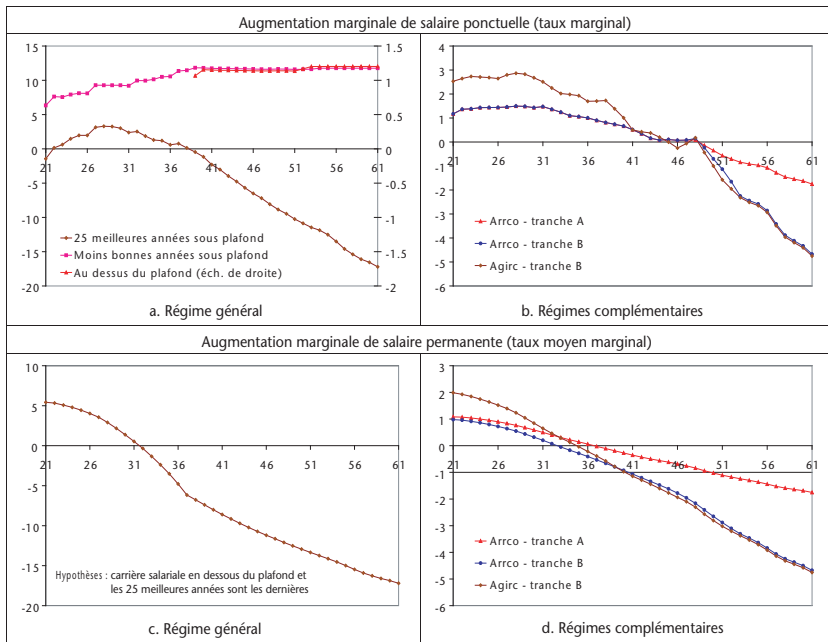 Augmentation marginale de salaire ponctuelle (taux marginal)
15
10
5
0
-5
-10
-15
-20
1.5
1
0.5
0
-0.5
-1
-1.5
-2
21 26 31 36 41 46 51 56 61
25 meilleures années sous plafond
Moins bonnes années sous plafond
Au dessus du plafond (éch. de droite)
a. Régime général
4
3
2
1
0
-1
-2
-3
-4
-5
-6
21 26 31 36 41 46 51 56 61
Arrco - tranche A
Arrco - tranche B
Agirc - tranche B
b. Régimes complémentaires
Augmentation marginale de salaire permanente (taux moyen marginal)
10
5
0
-5
-10
-15
-20
21 26 31 36 41 46 51 56 61
Hypothèses : carrière salariale en dessous du plafond et
les 25 meilleures années sont les dernières
c. Régime général
3
2
1
0
-1
-2
-3
-4
-5
-6
21 26 31 36 41 46 51 56 61
Arrco - tranche A
Arrco - tranche B
Agirc - tranche B
d. Régimes complémentaires